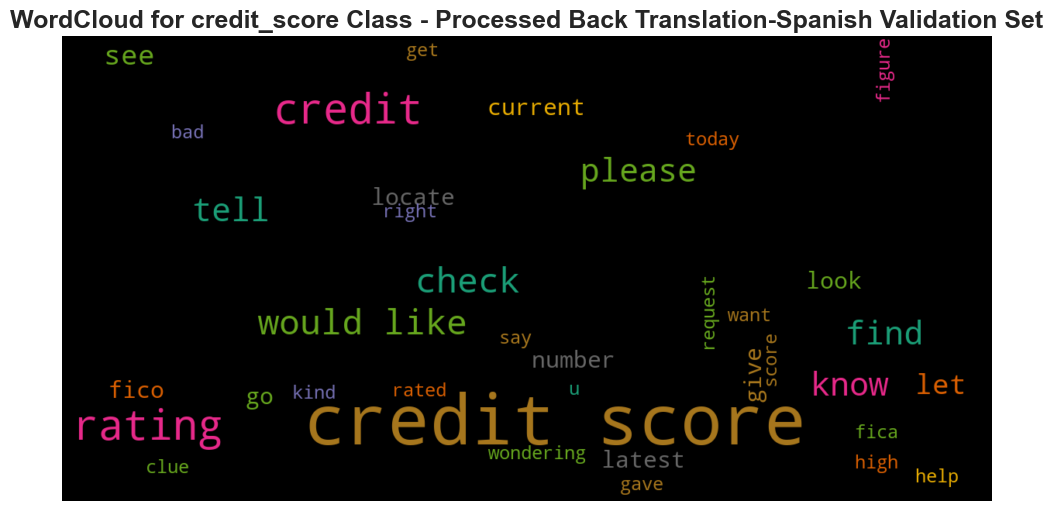 WordCloud for credit_score Class - Processed Back Translation-Spanish Validation Set
see
get
figure
credit
current
bad
today
please
locate
right
tell
check
look
request
would like
want
say
find
number
give
score
know
let
fico
go
kind
rated
u
rating
credit score
fica
wondering
latest
clue
high
help
gave